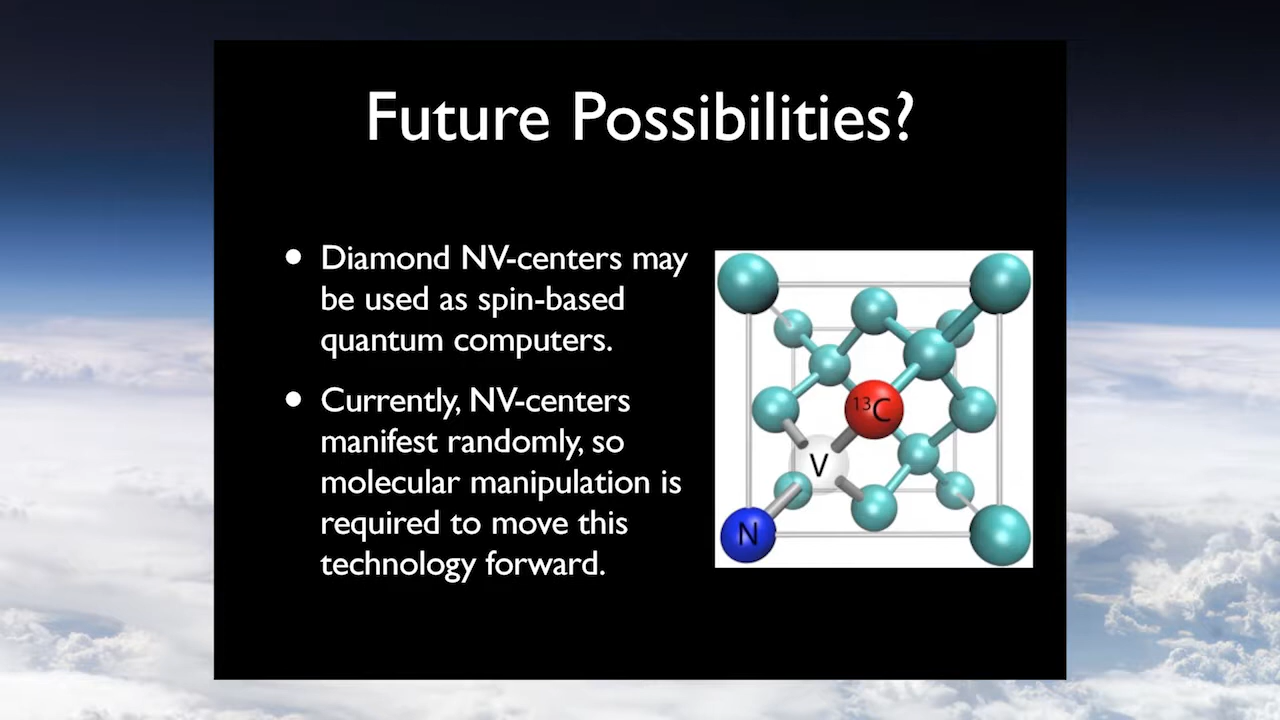 Future Possibilities?
• Diamond NV-centers may
be used as spin-based
quantum computers.
• Currently, NV-centers
manifest randomly, so
molecular manipulation is
required to move this
technology forward.
¹³C
V
N